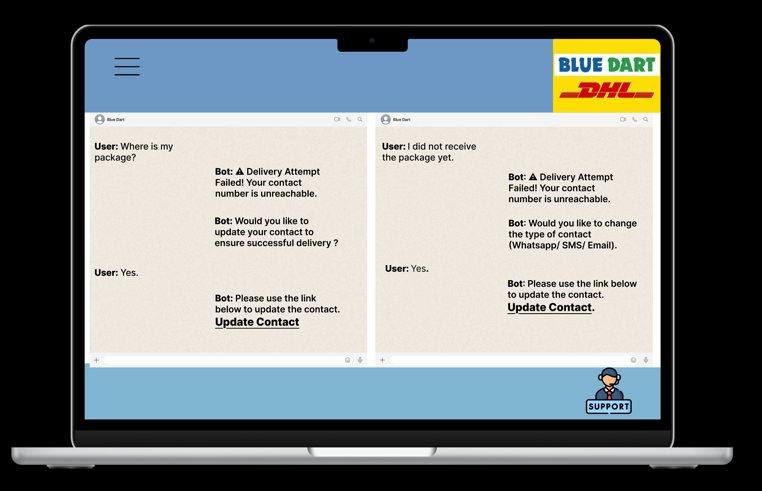 BLUE DART
DHL
Blue Dart
User: Where is my
package?
Bot: ⚠ Delivery Attempt
Failed! Your contact
number is unreachable.
Bot: Would you like to
update your contact to
ensure successful delivery ?
User: Yes.
Bot: Please use the link
below to update the contact.
Update Contact
Blue Dart
User: I did not receive
the package yet.
Bot: ⚠ Delivery Attempt
Failed! Your contact
number is unreachable.
Bot: Would you like to change
the type of contact
(Whatsapp/ SMS/ Email).
User: Yes.
Bot: Please use the link below
to update the contact.
Update Contact.
SUPPORT